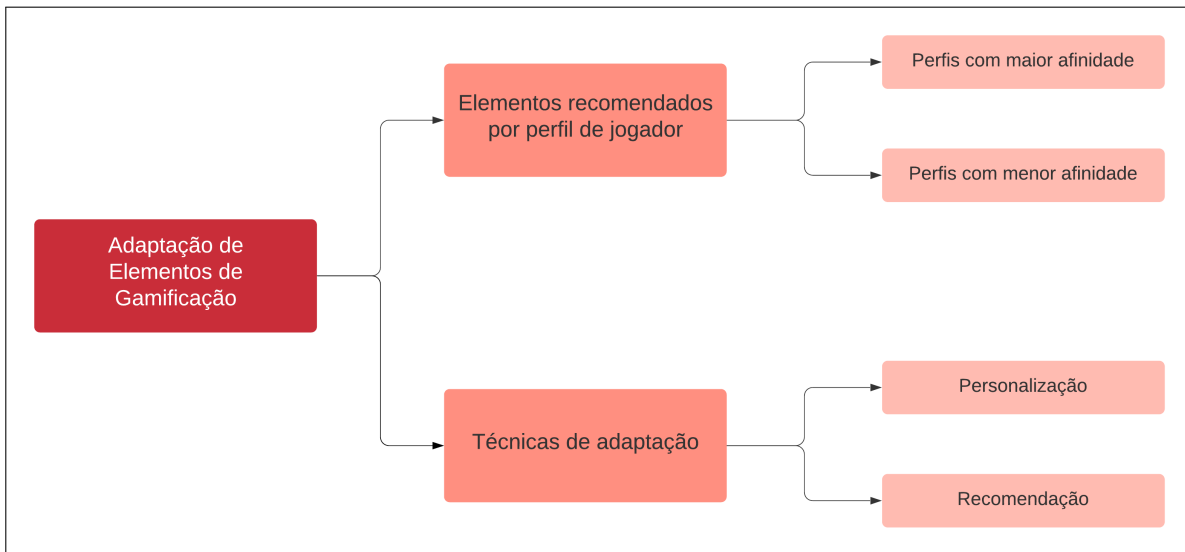 Adaptação de
Elementos de
Gamificação
Elementos recomendados
por perfil de jogador
Perfis com maior afinidade
Perfis com menor afinidade
Técnicas de adaptação
Personalização
Recomendação